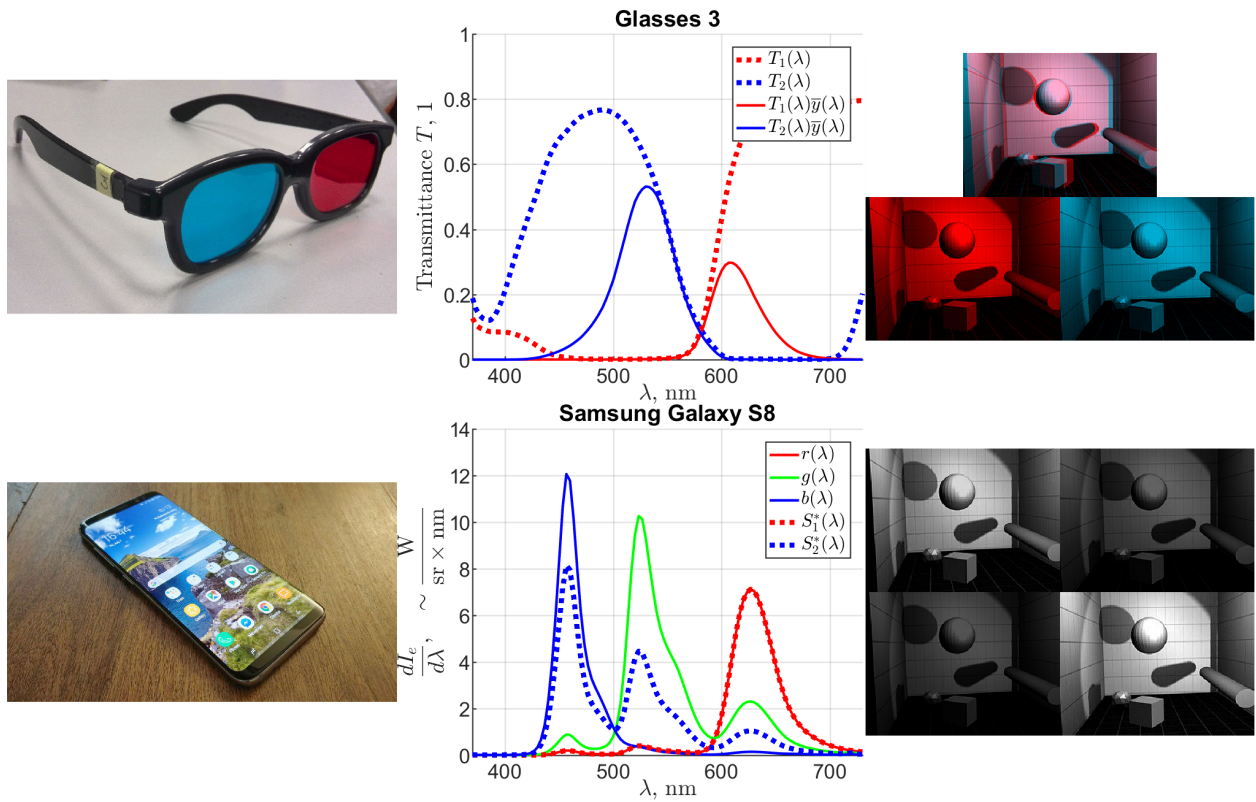 Glasses 3
Transmittance T, 1
1
0.8
0.6
0.4
0.2
0
T₁(λ)
T₂(λ)
T₁(λ)y̅(λ)
T₂(λ)y̅(λ)
400 500 600 700
λ, nm
Samsung Galaxy S8
dIₑ/dλ, ~ W/(sr × nm)
14
12
10
8
6
4
2
0
r(λ)
g(λ)
b(λ)
S₁*(λ)
S₂*(λ)
400 500 600 700
λ, nm